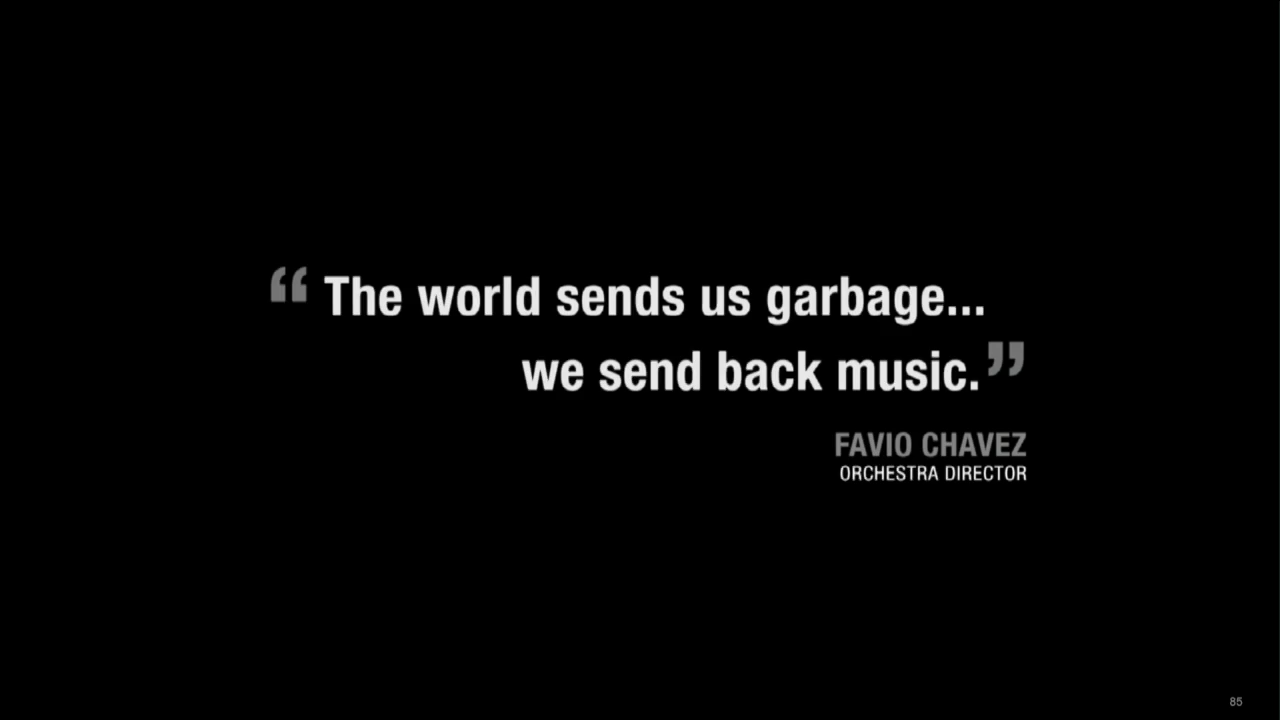 “ The world sends us garbage...
we send back music. ”
FAVIO CHAVEZ
ORCHESTRA DIRECTOR
85